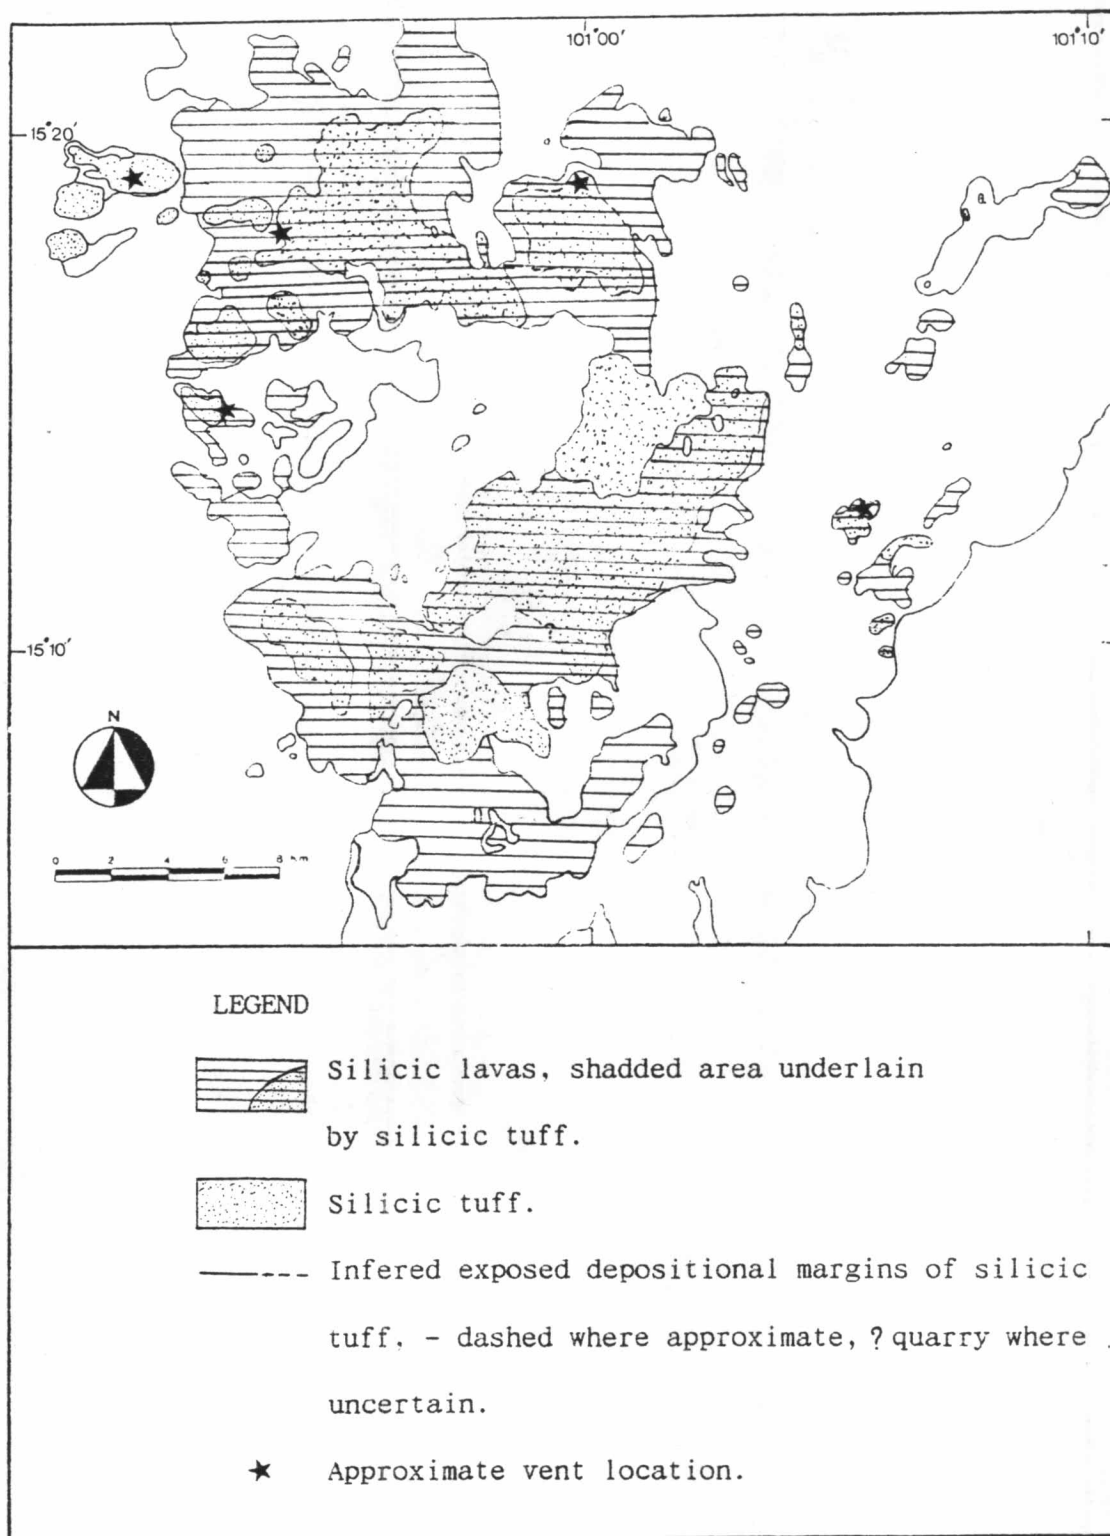 101°00' 101°10'
15°20'
a
15°10'
N
0 2 4 6 8 km
LEGEND
Silicic lavas, shadded area underlain
by silicic tuff.
Silicic tuff.
Infered exposed depositional margins of silicic
tuff, - dashed where approximate, ? quarry where
uncertain.
Approximate vent location.